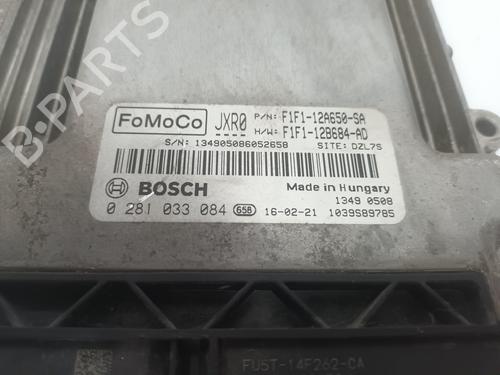 FoMoCo JXR0 P/N: F1F1-12A650-SA
H/W: F1F1-12B684-AD
S/N: 134905086052658 SITE: DZL7S
BOSCH Made in Hungary
1349 0508
0 281 033 084 658 16-02-21 1039S89785
FU5T-14F262-CA
B-PARTS